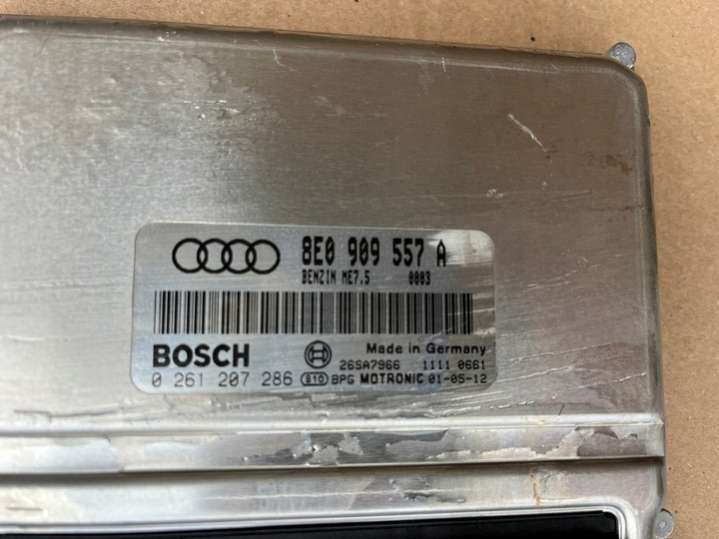 8E0 909 557 A
BENZIN ME7.5 0003
BOSCH Made in Germany
26SA7966 1111 0661
0 261 207 286 BPG MOTRONIC 01-05-12